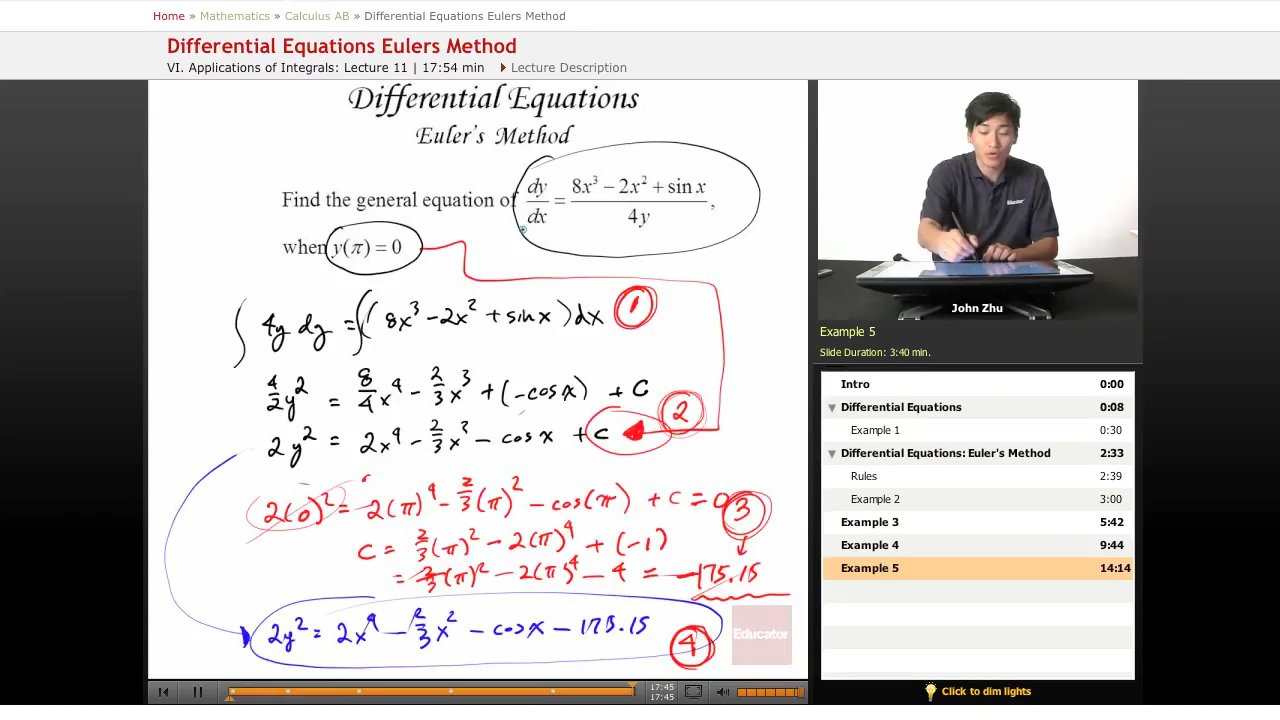 Home » Mathematics » Calculus AB » Differential Equations Eulers Method
Differential Equations Eulers Method
VI. Applications of Integrals: Lecture 11 | 17:54 min
Lecture Description
Differential Equations
Euler's Method
Find the general equation of dy/dx = (8x³ − 2x² + sin x)/4y,
when y(π) = 0
∫ 4y dy = ∫(8x³ − 2x² + sin x) dx ①
4/2 y² = 8/4 x⁴ − 2/3 x³ + (−cos x) + C
②
2y² = 2x⁴ − 2/3 x³ − cos x + C
2(0)² = 2(π)⁴ − 2/3 (π)² − cos(π) + C = 0 ③
C = 2/3 (π)² − 2(π)⁴ + (−1)
= 2/3 (π)² − 2(π)⁴ − 1 = −175.15
2y² = 2x⁴ − 2/3 x² − cos x − 175.15
④
Educator
17:45
17:45
Educator
John Zhu
Example 5
Slide Duration: 3:40 min.
Intro 0:00
Differential Equations 0:08
Example 1 0:30
Differential Equations: Euler's Method 2:33
Rules 2:39
Example 2 3:00
Example 3 5:42
Example 4 9:44
Example 5 14:14
Click to dim lights